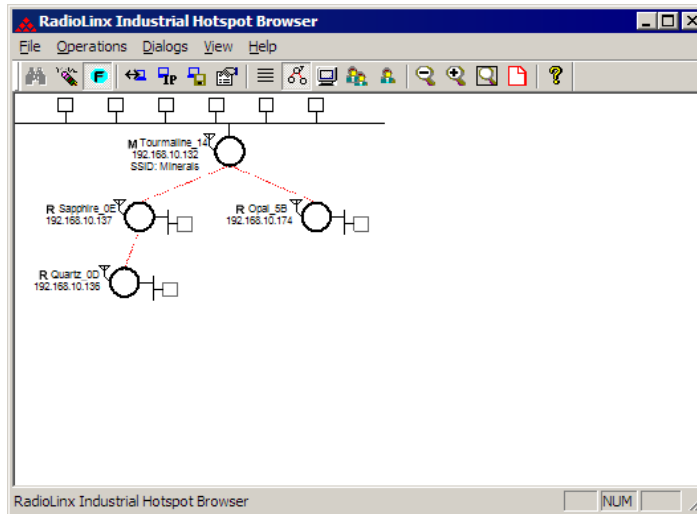 RadioLinx Industrial Hotspot Browser
File Operations Dialogs View Help
F IP ?
M Tourmaline_14
192.168.10.132
SSID: Minerals
R Sapphire_0E
192.168.10.137
R Opal_5B
192.168.10.174
R Quartz_0D
192.168.10.136
RadioLinx Industrial Hotspot Browser
NUM